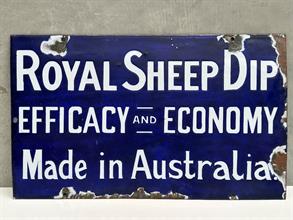 ROYAL SHEEP DIP
EFFICACY AND ECONOMY
Made in Australia